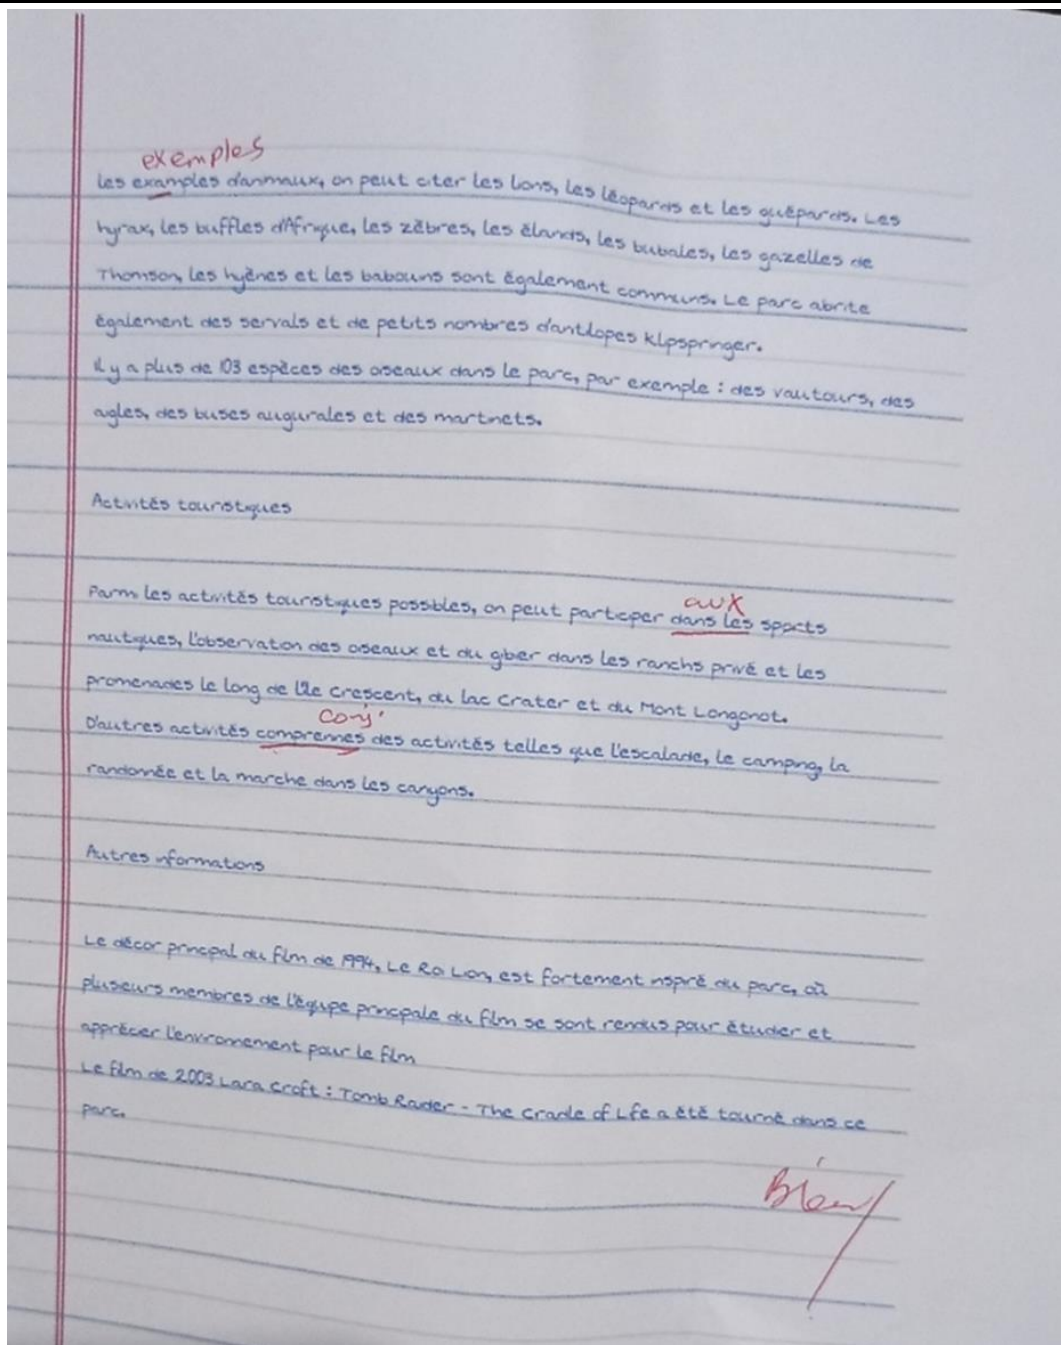 exemples
les examples d'animaux, on peut citer les lions, les léopards et les guépards. Les
hyrax, les buffles d'Afrique, les zèbres, les élands, les bubales, les gazelles de
Thomson, les hyènes et les babouins sont également communs. Le parc abrite
également des servals et de petits nombres d'antilopes klipspringer.
Il y a plus de 103 espèces des oiseaux dans le parc, par exemple : des vautours, des
aigles, des buses augurales et des martinets.
Activités touristiques
aux
Parmi les activités touristiques possibles, on peut participer dans les sports
nautiques, l'observation des oiseaux et du gibier dans les ranchs privé et les
promenades le long de l'île Crescent, du lac Crater et du Mont Longonot.
conj'
D'autres activités comprennes des activités telles que l'escalade, le camping, la
randonnée et la marche dans les canyons.
Autres informations
Le décor principal du film de 1994, Le Roi Lion, est fortement inspiré du parc, où
plusieurs membres de l'équipe principale du film se sont rendus pour étudier et
apprécier l'environnement pour le film
Le film de 2003 Lara Croft : Tomb Raider - The Cradle of Life a été tourné dans ce
parc.
Bien